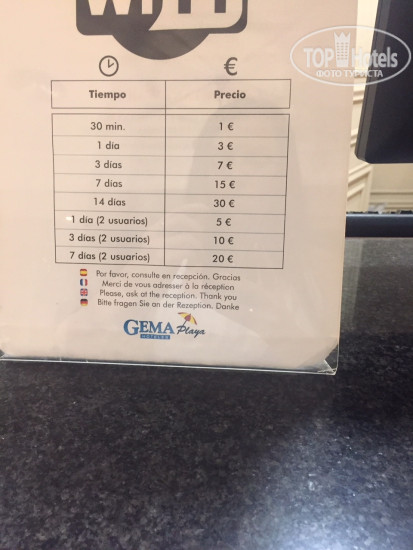 WiFi
TOPHotels
ФОТО ТУРИСТА
€
Tiempo Precio
30 min. 1 €
1 día 3 €
3 días 7 €
7 días 15 €
14 días 30 €
1 día (2 usuarios) 5 €
3 días (2 usuarios) 10 €
7 días (2 usuarios) 20 €
Por favor, consulte en recepción. Gracias
Merci de vous adresser à la réception
Please, ask at the reception. Thank you
Bitte fragen Sie an der Rezeption. Danke
GEMA Playa
HOTELES